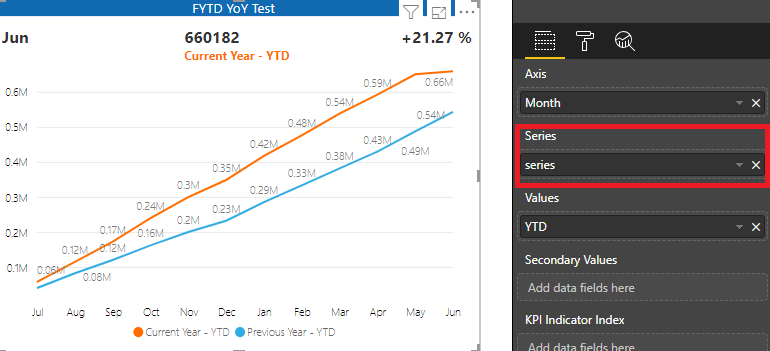 FYTD YoY Test
Jun 660182 +21.27 %
Current Year - YTD
0.6M
0.5M
0.4M
0.3M
0.2M
0.1M
0.06M
0.12M
0.17M
0.24M
0.3M
0.35M
0.42M
0.48M
0.54M
0.59M
0.66M
0.08M
0.12M
0.16M
0.23M
0.29M
0.33M
0.38M
0.43M
0.49M
0.54M
Jul Aug Sep Oct Nov Dec Jan Feb Mar Apr May Jun
Current Year - YTD Previous Year - YTD
Axis
Month
Series
series
Values
YTD
Secondary Values
Add data fields here
KPI Indicator Index
Add data fields here